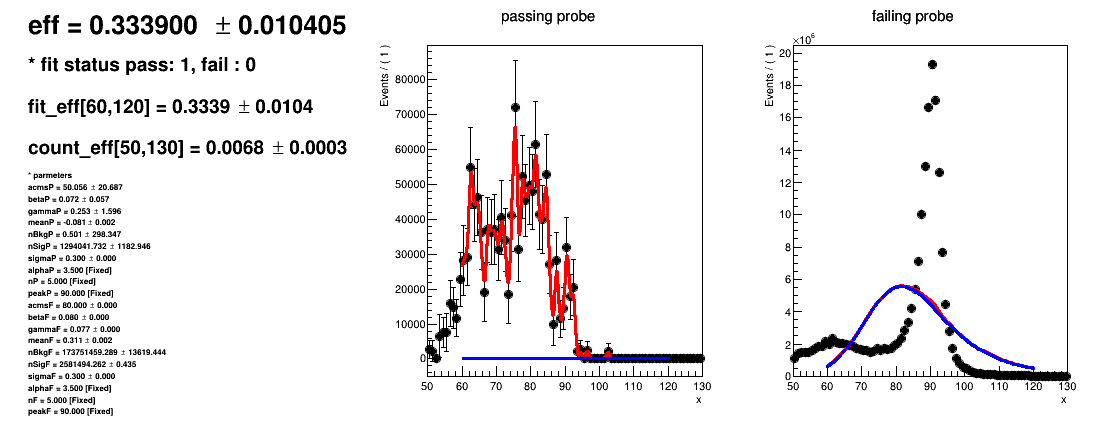 eff = 0.333900 ± 0.010405
* fit status pass: 1, fail : 0
fit_eff[60,120] = 0.3339 ± 0.0104
count_eff[50,130] = 0.0068 ± 0.0003
* parmeters
acmsP = 50.056 ± 20.687
betaP = 0.072 ± 0.057
gammaP = 0.253 ± 1.596
meanP = -0.081 ± 0.002
nBkgP = 0.501 ± 298.347
nSigP = 1294041.732 ± 1182.946
sigmaP = 0.300 ± 0.000
alphaP = 3.500 [Fixed]
nP = 5.000 [Fixed]
peakP = 90.000 [Fixed]
acmsF = 80.000 ± 0.000
betaF = 0.080 ± 0.000
gammaF = 0.077 ± 0.000
meanF = 0.311 ± 0.002
nBkgF = 173751459.289 ± 13619.444
nSigF = 2581494.262 ± 0.435
sigmaF = 0.300 ± 0.000
alphaF = 3.500 [Fixed]
nF = 5.000 [Fixed]
peakF = 90.000 [Fixed]
passing probe
Events / ( 1 )
80000
70000
60000
50000
40000
30000
20000
10000
0
50 60 70 80 90 100 110 120 130
x
failing probe
×10⁶
Events / ( 1 )
20
18
16
14
12
10
8
6
4
2
0
50 60 70 80 90 100 110 120 130
x